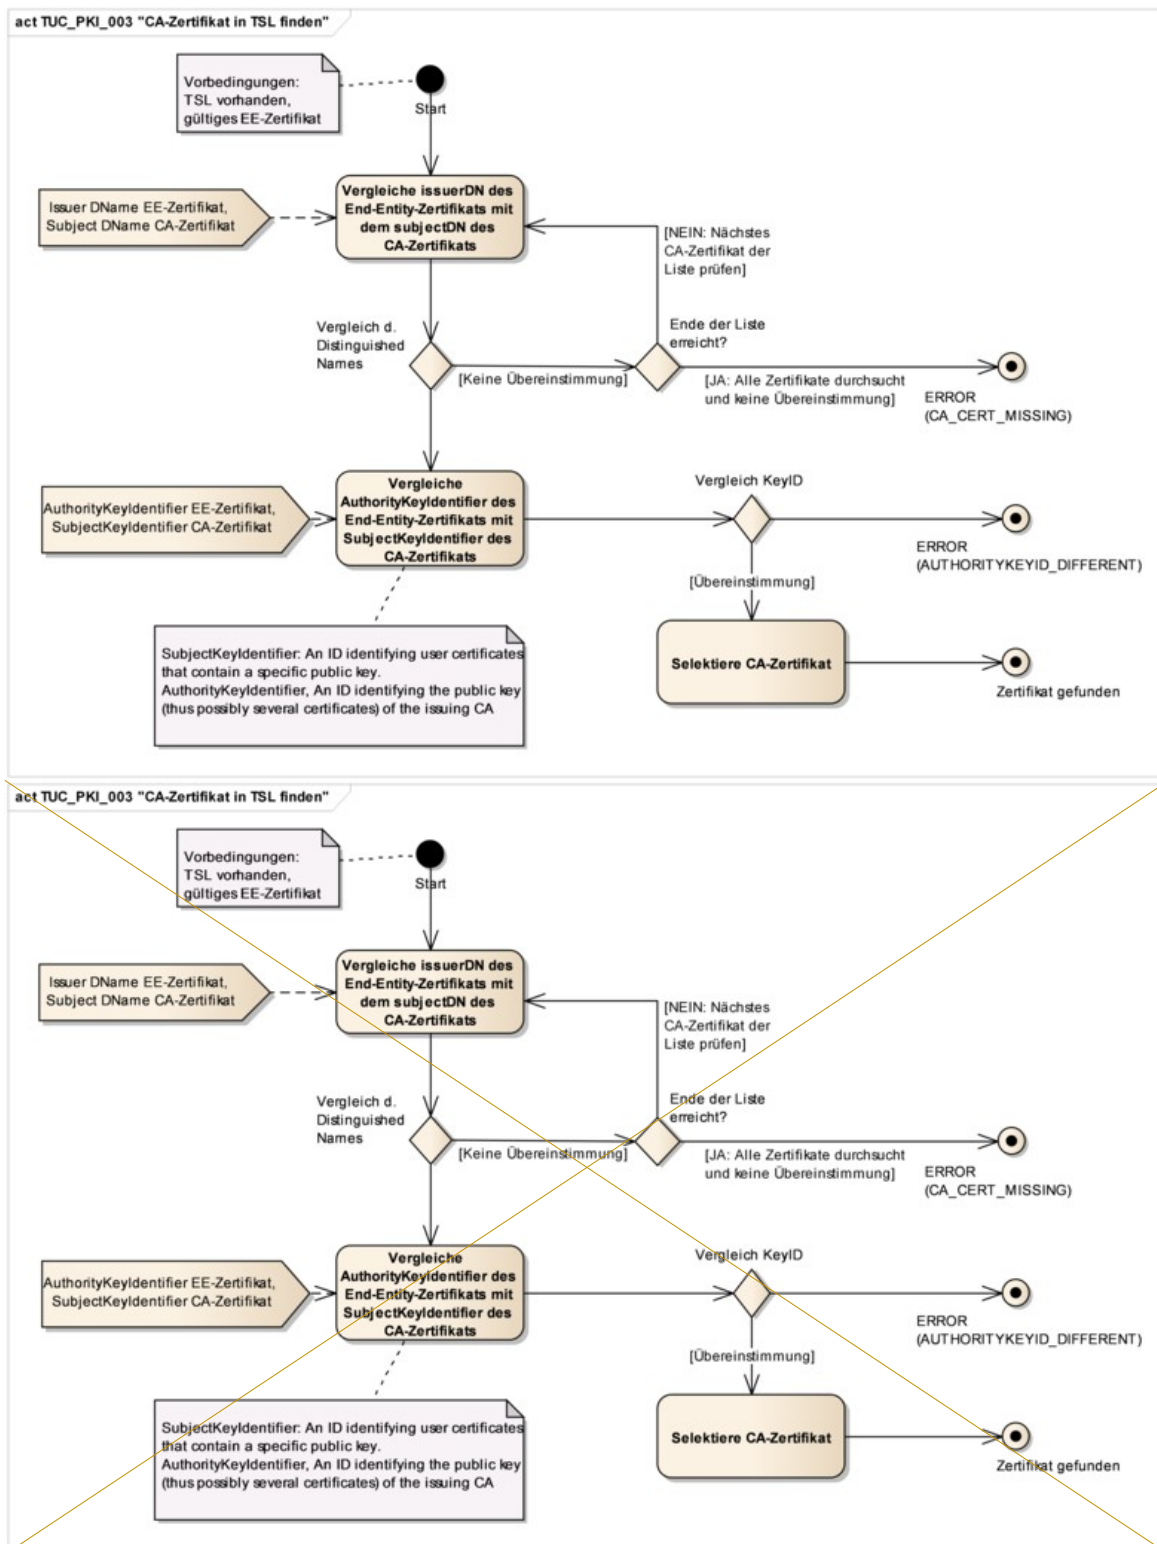 act TUC_PKI_003 "CA-Zertifikat in TSL finden"
Vorbedingungen:
TSL vorhanden,
gültiges EE-Zertifikat
Start
Issuer DName EE-Zertifikat,
Subject DName CA-Zertifikat
Vergleiche issuerDN des
End-Entity-Zertifikats mit
dem subjectDN des
CA-Zertifikats
[NEIN: Nächstes
CA-Zertifikat der
Liste prüfen]
Vergleich d.
Distinguished
Names
[Keine Übereinstimmung]
Ende der Liste
erreicht?
[JA: Alle Zertifikate durchsucht
und keine Übereinstimmung]
ERROR
(CA_CERT_MISSING)
AuthorityKeyIdentifier EE-Zertifikat,
SubjectKeyIdentifier CA-Zertifikat
Vergleiche
AuthorityKeyIdentifier des
End-Entity-Zertifikats mit
SubjectKeyIdentifier des
CA-Zertifikats
Vergleich KeyID
ERROR
(AUTHORITYKEYID_DIFFERENT)
[Übereinstimmung]
SubjectKeyIdentifier: An ID identifying user certificates
that contain a specific public key.
AuthorityKeyIdentifier, An ID identifying the public key
(thus possibly several certificates) of the issuing CA
Selektiere CA-Zertifikat
Zertifikat gefunden
act TUC_PKI_003 "CA-Zertifikat in TSL finden"
Vorbedingungen:
TSL vorhanden,
gültiges EE-Zertifikat
Start
Issuer DName EE-Zertifikat,
Subject DName CA-Zertifikat
Vergleiche issuerDN des
End-Entity-Zertifikats mit
dem subjectDN des
CA-Zertifikats
[NEIN: Nächstes
CA-Zertifikat der
Liste prüfen]
Vergleich d.
Distinguished
Names
[Keine Übereinstimmung]
Ende der Liste
erreicht?
[JA: Alle Zertifikate durchsucht
und keine Übereinstimmung]
ERROR
(CA_CERT_MISSING)
AuthorityKeyIdentifier EE-Zertifikat,
SubjectKeyIdentifier CA-Zertifikat
Vergleiche
AuthorityKeyIdentifier des
End-Entity-Zertifikats mit
SubjectKeyIdentifier des
CA-Zertifikats
Vergleich KeyID
ERROR
(AUTHORITYKEYID_DIFFERENT)
[Übereinstimmung]
SubjectKeyIdentifier: An ID identifying user certificates
that contain a specific public key.
AuthorityKeyIdentifier, An ID identifying the public key
(thus possibly several certificates) of the issuing CA
Selektiere CA-Zertifikat
Zertifikat gefunden